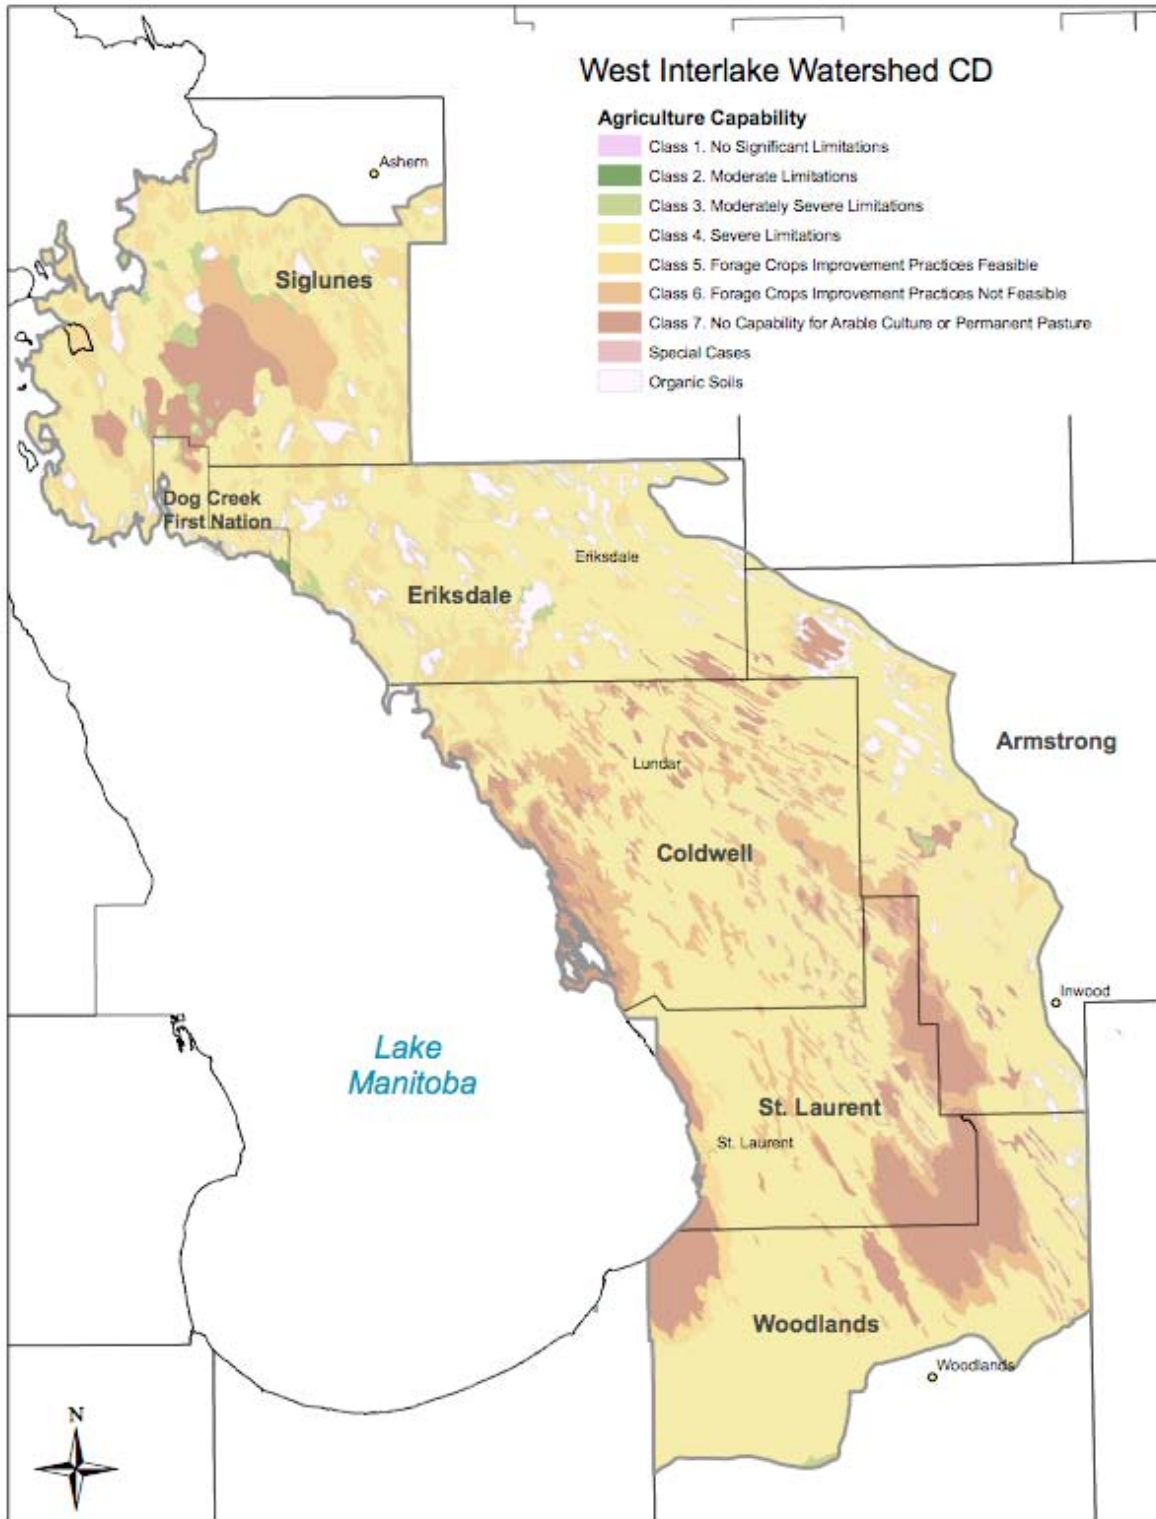 West Interlake Watershed CD
Agriculture Capability
Class 1. No Significant Limitations
Class 2. Moderate Limitations
Class 3. Moderately Severe Limitations
Class 4. Severe Limitations
Class 5. Forage Crops Improvement Practices Feasible
Class 6. Forage Crops Improvement Practices Not Feasible
Class 7. No Capability for Arable Culture or Permanent Pasture
Special Cases
Organic Soils
Ashern
Siglunes
Dog Creek
First Nation
Eriksdale
Eriksdale
Armstrong
Lundar
Coldwell
Inwood
Lake
Manitoba
St. Laurent
St. Laurent
Woodlands
Woodlands
N